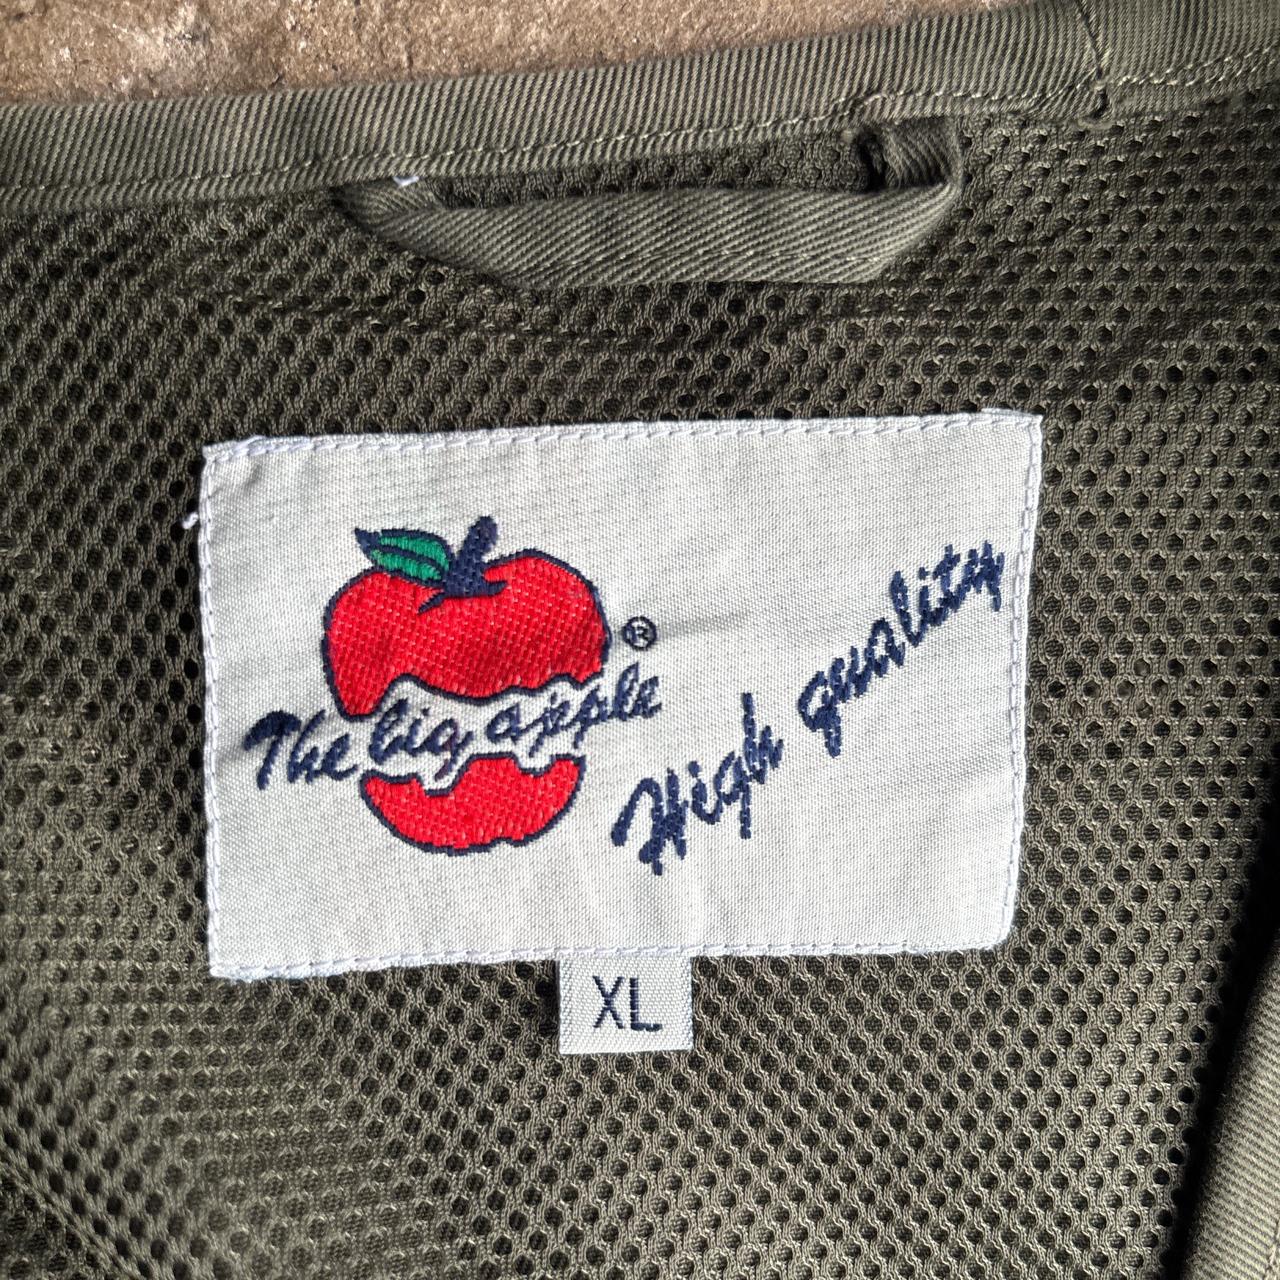 The big apple ®
High quality
XL